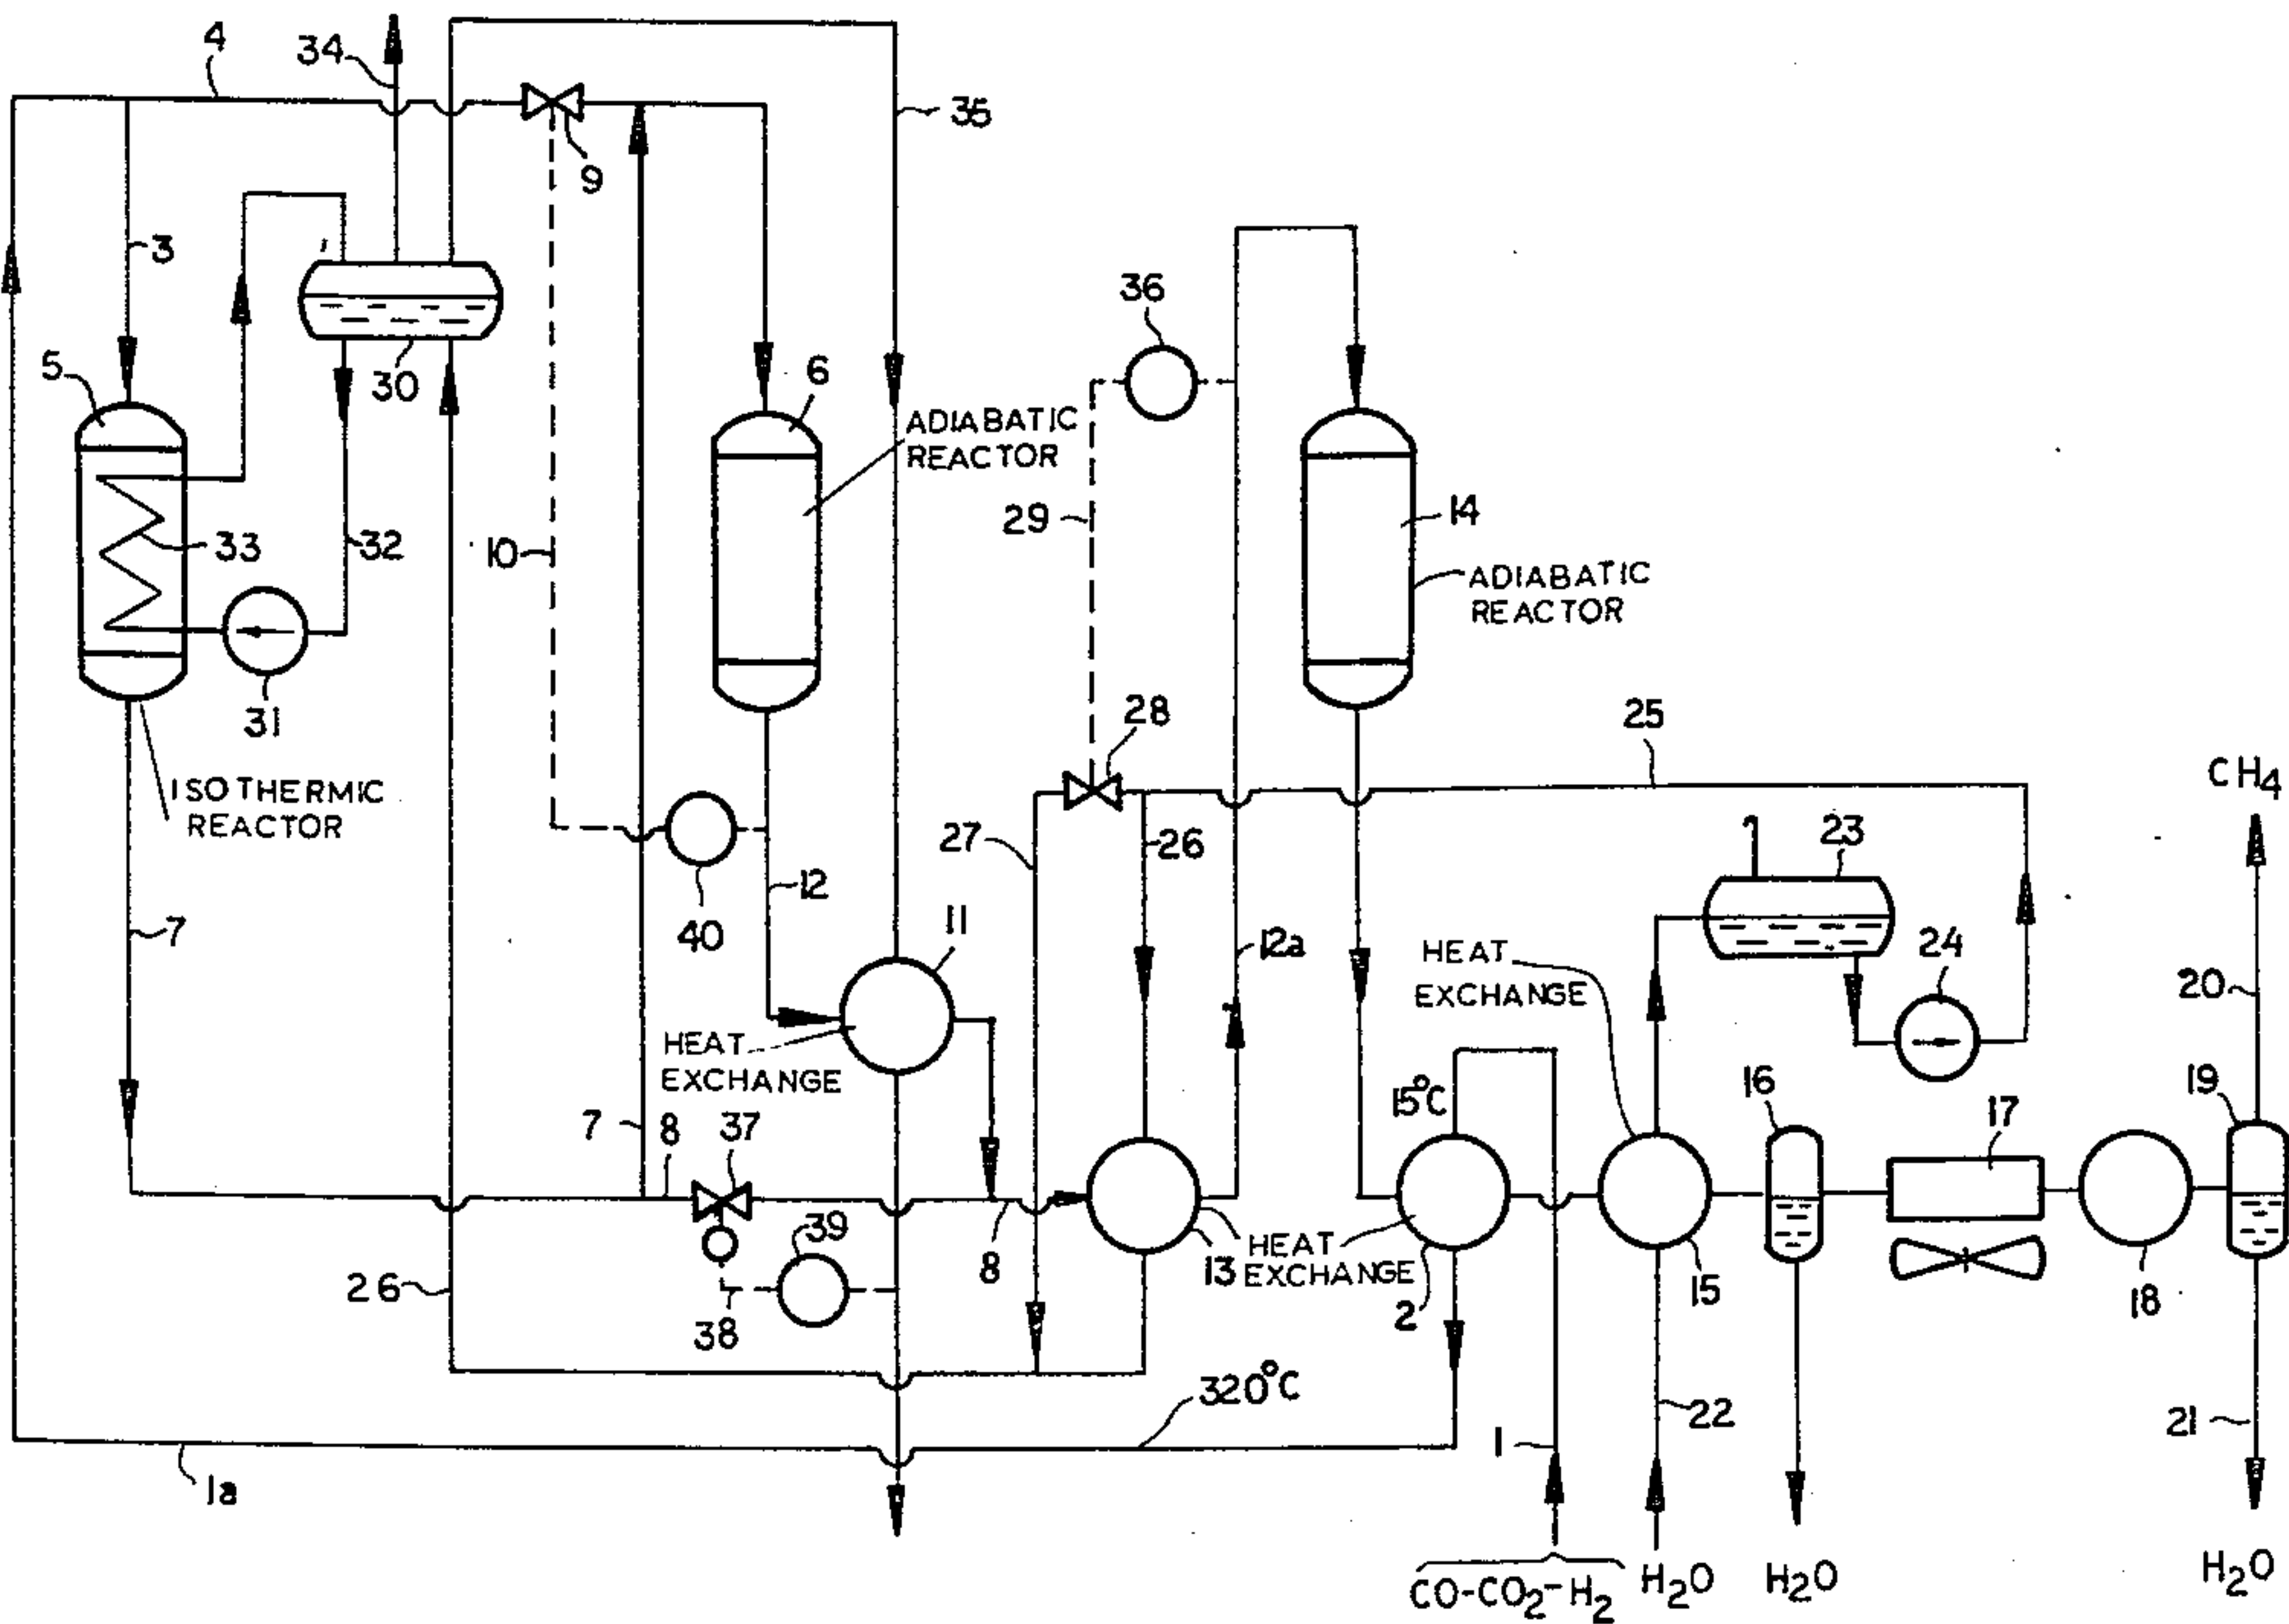 34
4
35
9
3
36
5
30
6
ADIABATIC
REACTOR
33
32
10
29
14
ADIABATIC
REACTOR
31
28
25
ISOTHERMIC
REACTOR
CH4
27
26
23
12
40
11
12a
HEAT
EXCHANGE
24
7
20
HEAT
EXCHANGE
15°C
16
17
19
7
8
37
39
8
13
HEAT
EXCHANGE
26
38
2
15
18
320°C
22
21
1
1a
CO-CO2-H2
H2O
H2O
H2O